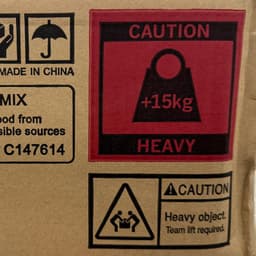 MADE IN CHINA
MIX
ood from
sible sources
C147614
CAUTION
+15kg
HEAVY
CAUTION
Heavy object.
Team lift required.